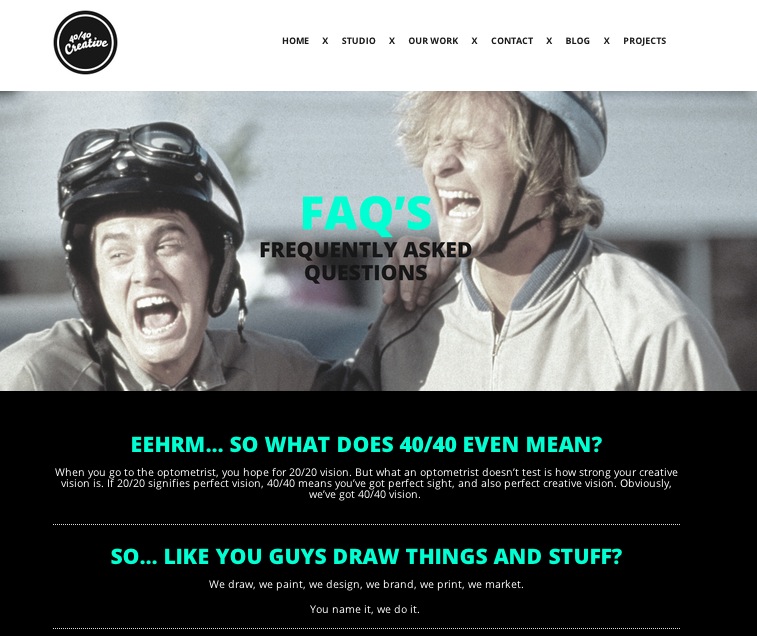 40/40
Creative
HOME X STUDIO X OUR WORK X CONTACT X BLOG X PROJECTS
FAQ’S
FREQUENTLY ASKED
QUESTIONS
EEHRM... SO WHAT DOES 40/40 EVEN MEAN?
When you go to the optometrist, you hope for 20/20 vision. But what an optometrist doesn’t test is how strong your creative
vision is. If 20/20 signifies perfect vision, 40/40 means you’ve got perfect sight, and also perfect creative vision. Obviously,
we’ve got 40/40 vision.
SO... LIKE YOU GUYS DRAW THINGS AND STUFF?
We draw, we paint, we design, we brand, we print, we market.
You name it, we do it.